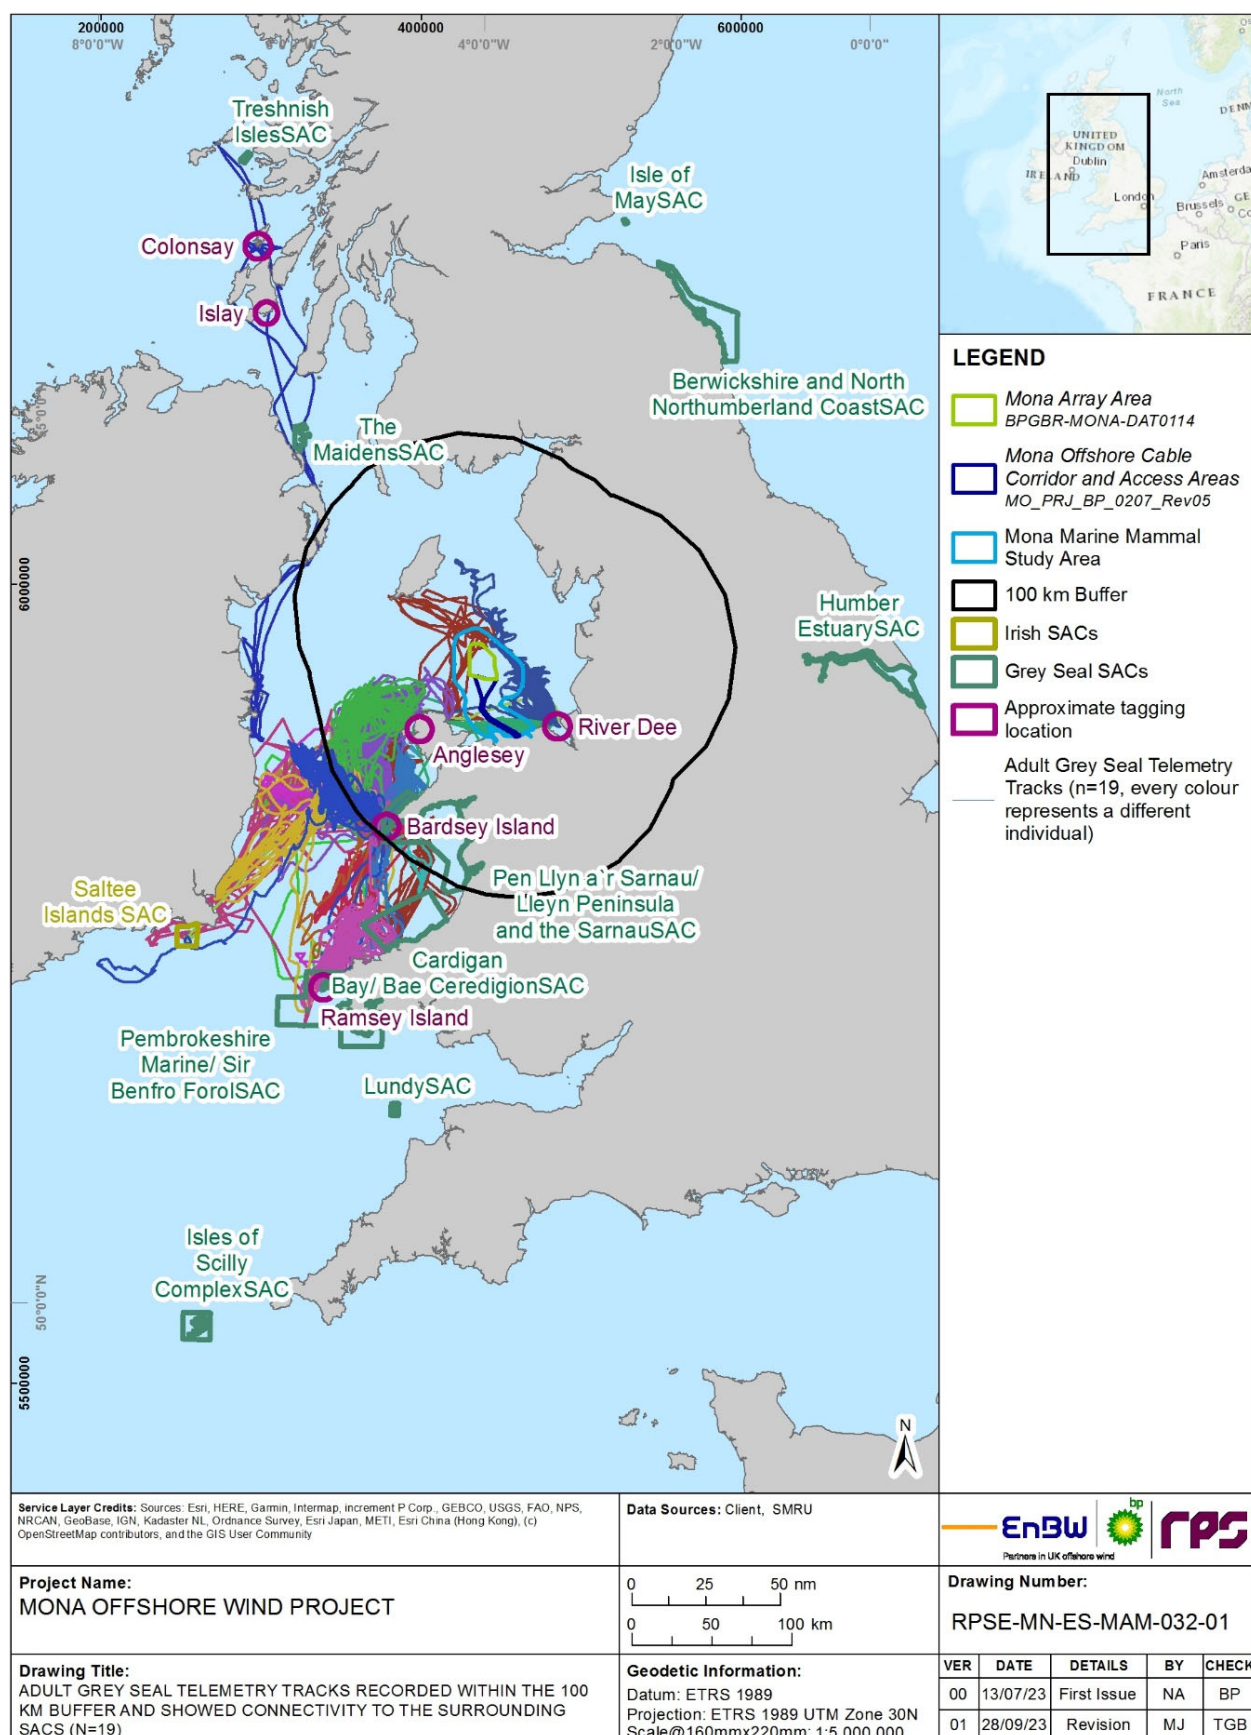 200000
400000
600000
8°0'0"W
4°0'0"W
2°0'0"W
0°0'0"
Treshnish
IslesSAC
Isle of
MaySAC
Colonsay
Islay
Berwickshire and North
Northumberland CoastSAC
The
MaidensSAC
6000000
Humber
EstuarySAC
River Dee
Anglesey
Bardsey Island
Pen Llyn a'r Sarnau/
Lleyn Peninsula
and the SarnauSAC
Saltee
Islands SAC
Cardigan
Bay/ Bae CeredigionSAC
Ramsey Island
Pembrokeshire
Marine/ Sir
Benfro ForolSAC
LundySAC
Isles of
Scilly
ComplexSAC
50°0'0"N
5500000
N
North
Sea
UNITED
KINGDOM
Dublin
IRELAND
London
Brussels
Paris
FRANCE
LEGEND
Mona Array Area
BPGBR-MONA-DAT0114
Mona Offshore Cable
Corridor and Access Areas
MO_PRJ_BP_0207_Rev05
Mona Marine Mammal
Study Area
100 km Buffer
Irish SACs
Grey Seal SACs
Approximate tagging
location
Adult Grey Seal Telemetry
Tracks (n=19, every colour
represents a different
individual)
Service Layer Credits: Sources: Esri, HERE, Garmin, Intermap, increment P Corp., GEBCO, USGS, FAO, NPS,
NRCAN, GeoBase, IGN, Kadaster NL, Ordnance Survey, Esri Japan, METI, Esri China (Hong Kong), (c)
OpenStreetMap contributors, and the GIS User Community
Data Sources: Client, SMRU
EnBW
Partners in UK offshore wind
bp
rps
Project Name:
MONA OFFSHORE WIND PROJECT
0 25 50 nm
0 50 100 km
Drawing Number:
RPSE-MN-ES-MAM-032-01
Drawing Title:
ADULT GREY SEAL TELEMETRY TRACKS RECORDED WITHIN THE 100
KM BUFFER AND SHOWED CONNECTIVITY TO THE SURROUNDING
SACS (N=19)
Geodetic Information:
Datum: ETRS 1989
Projection: ETRS 1989 UTM Zone 30N
Scale@160mmx220mm: 1:5,000,000
VER DATE DETAILS BY CHECK
00 13/07/23 First Issue NA BP
01 28/09/23 Revision MJ TGB